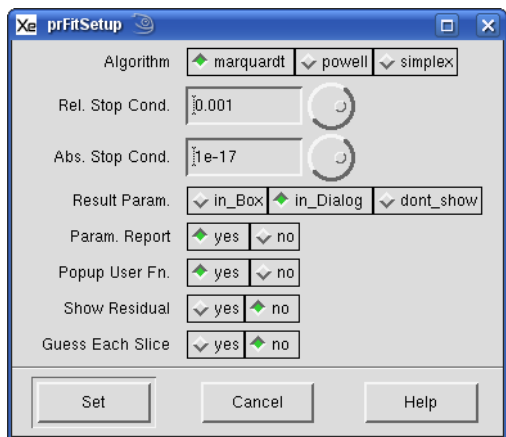 Xe prFitSetup
Algorithm marquardt powell simplex
Rel. Stop Cond. 0.001
Abs. Stop Cond. 1e-17
Result Param. in_Box in_Dialog dont_show
Param. Report yes no
Popup User Fn. yes no
Show Residual yes no
Guess Each Slice yes no
Set Cancel Help